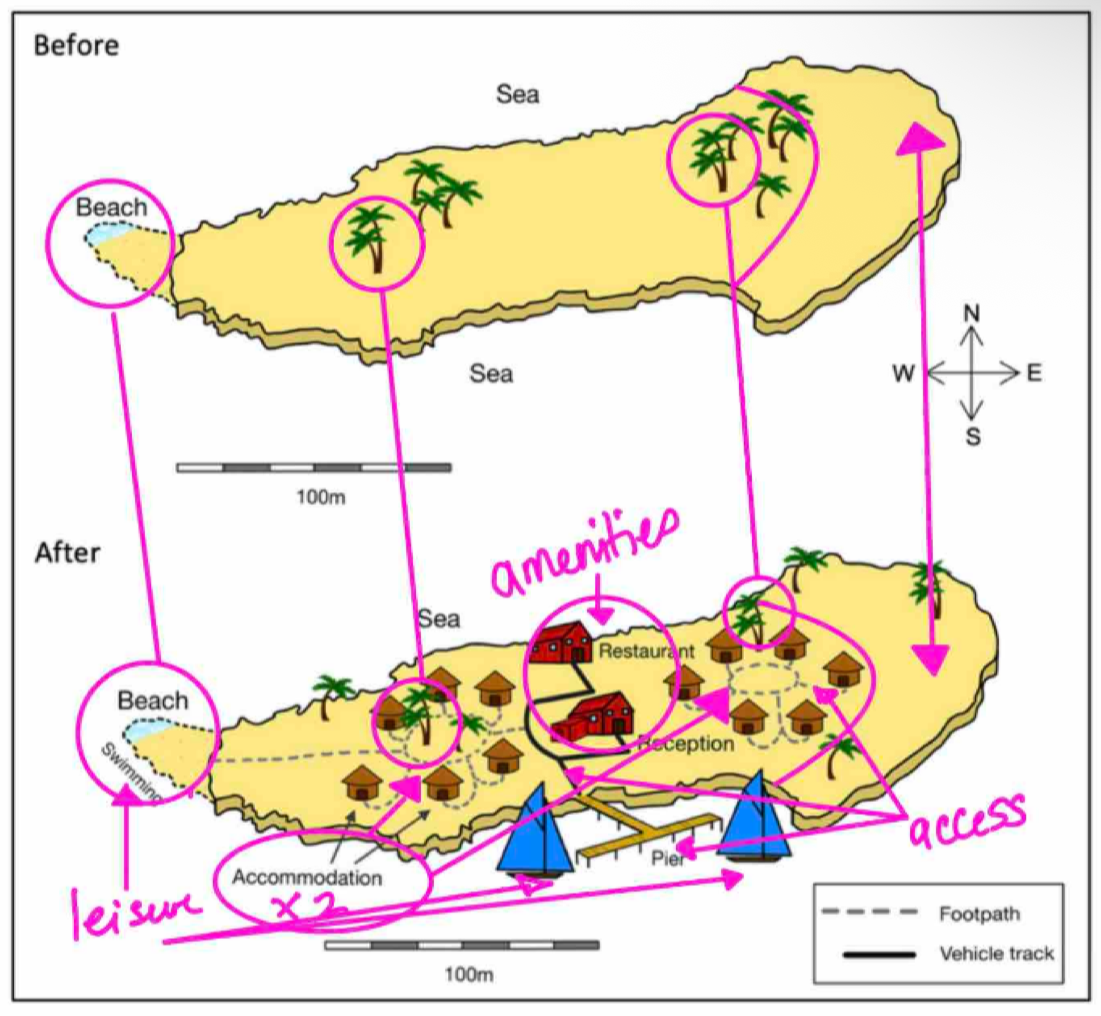 Before
Sea
Beach
Sea
N
W E
S
100m
After
amenities
Sea
Restaurant
Beach
Swimming
Reception
Pier
access
Accommodation
x2
leisure
Footpath
Vehicle track
100m